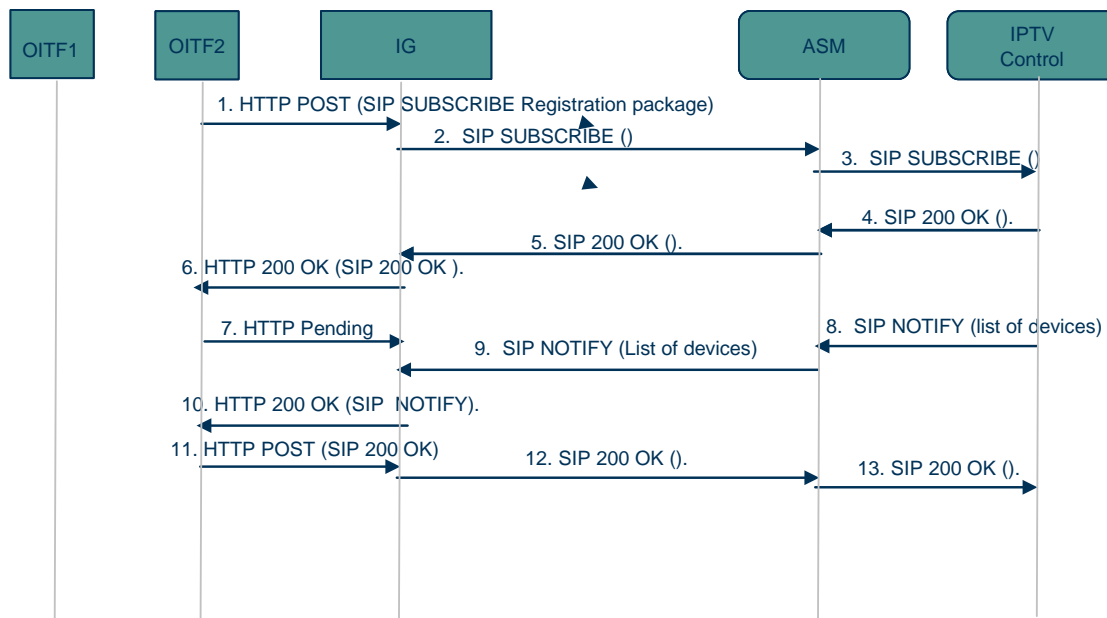 OITF1
OITF2
IG
ASM
IPTV
Control
1. HTTP POST (SIP SUBSCRIBE Registration package)
2.  SIP SUBSCRIBE ()
3.  SIP SUBSCRIBE ()
4. SIP 200 OK ().
5. SIP 200 OK ().
6. HTTP 200 OK (SIP 200 OK ).
7. HTTP Pending
8.  SIP NOTIFY (list of devices)
9.  SIP NOTIFY (List of devices)
10. HTTP 200 OK (SIP  NOTIFY).
11. HTTP POST (SIP 200 OK)
12. SIP 200 OK ().
13. SIP 200 OK ().